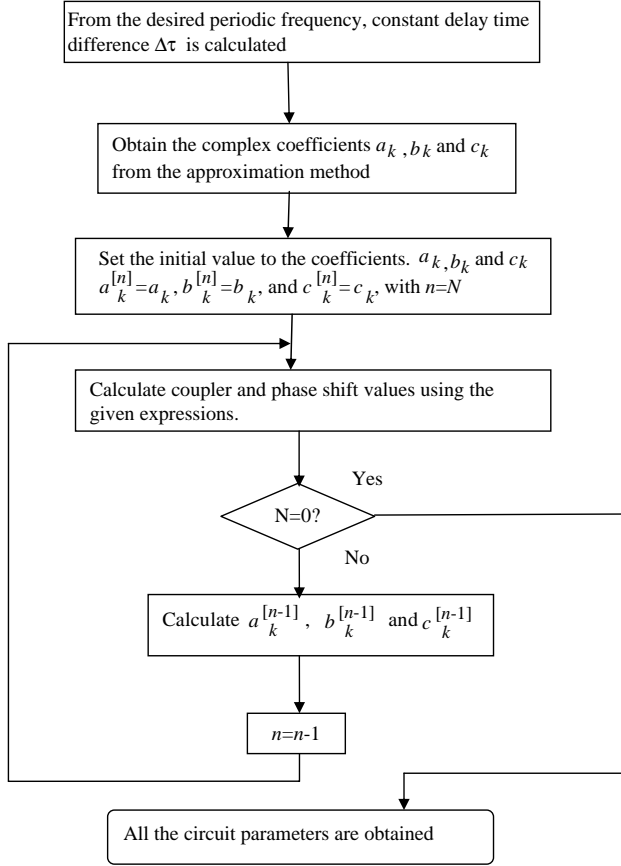 From the desired periodic frequency, constant delay time
difference Δτ is calculated
Obtain the complex coefficients a_k , b_k and c_k
from the approximation method
Set the initial value to the coefficients. a_k, b_k and c_k
a_k^{[n]}=a_k, b_k^{[n]}=b_k, and c_k^{[n]}=c_k, with n=N
Calculate coupler and phase shift values using the
given expressions.
Yes
N=0?
No
Calculate a_k^{[n-1]}, b_k^{[n-1]} and c_k^{[n-1]}
n=n-1
All the circuit parameters are obtained